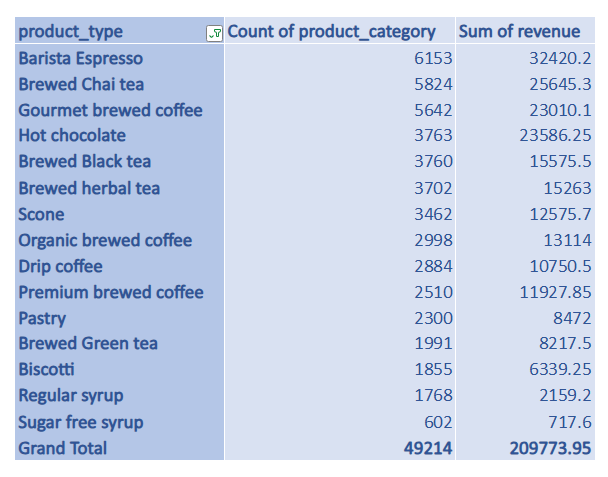 product_type Count of product_category Sum of revenue
Barista Espresso 6153 32420.2
Brewed Chai tea 5824 25645.3
Gourmet brewed coffee 5642 23010.1
Hot chocolate 3763 23586.25
Brewed Black tea 3760 15575.5
Brewed herbal tea 3702 15263
Scone 3462 12575.7
Organic brewed coffee 2998 13114
Drip coffee 2884 10750.5
Premium brewed coffee 2510 11927.85
Pastry 2300 8472
Brewed Green tea 1991 8217.5
Biscotti 1855 6339.25
Regular syrup 1768 2159.2
Sugar free syrup 602 717.6
Grand Total 49214 209773.95